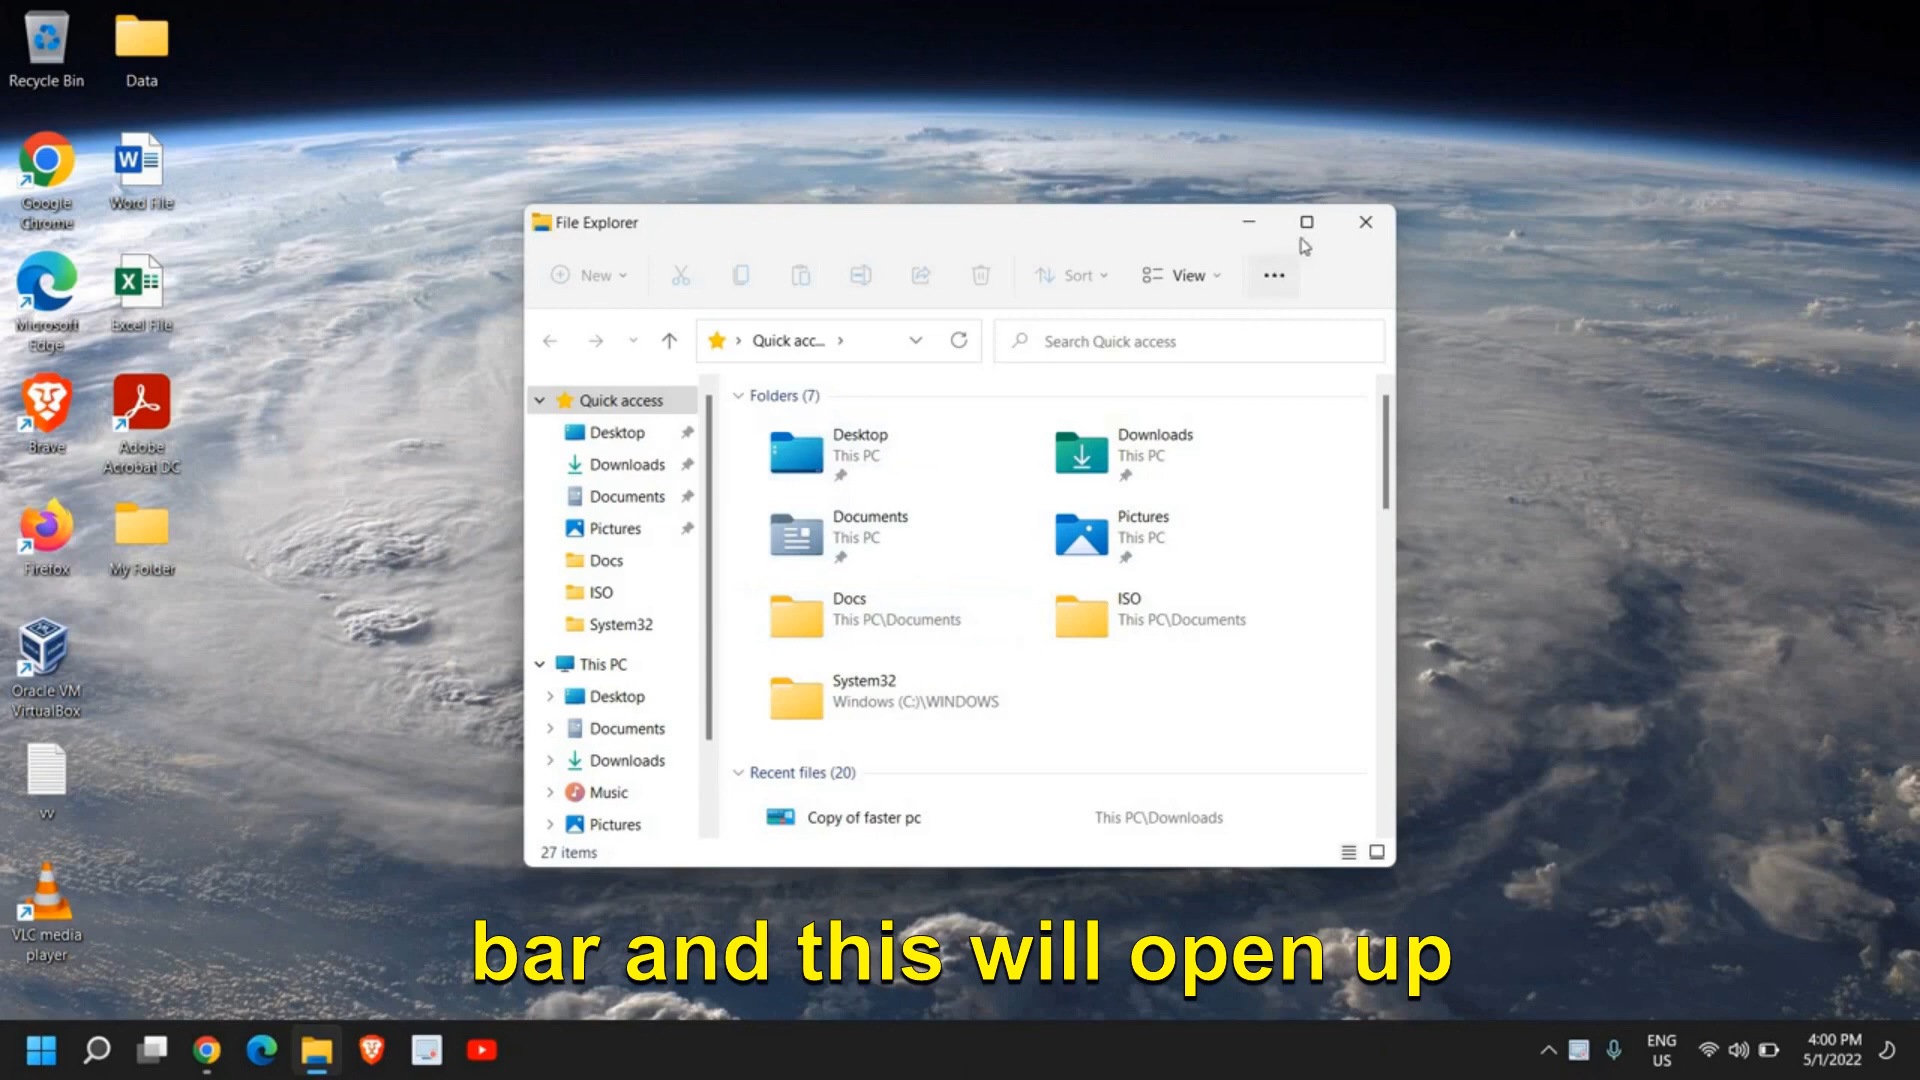 Recycle Bin
Data
Google
Chrome
Word File
Microsoft
Edge
Excel File
Brave
Adobe
Acrobat DC
Firefox
My Folder
Oracle VM
VirtualBox
vv
VLC media
player
File Explorer
New
Sort
View
Quick acc...
Search Quick access
Quick access
Desktop
Downloads
Documents
Pictures
Docs
ISO
System32
This PC
Desktop
Documents
Downloads
Music
Pictures
Folders (7)
Desktop
This PC
Downloads
This PC
Documents
This PC
Pictures
This PC
Docs
This PC\Documents
ISO
This PC\Documents
System32
Windows (C:)\WINDOWS
Recent files (20)
Copy of faster pc
This PC\Downloads
27 items
bar and this will open up
ENG
US
4:00 PM
5/1/2022